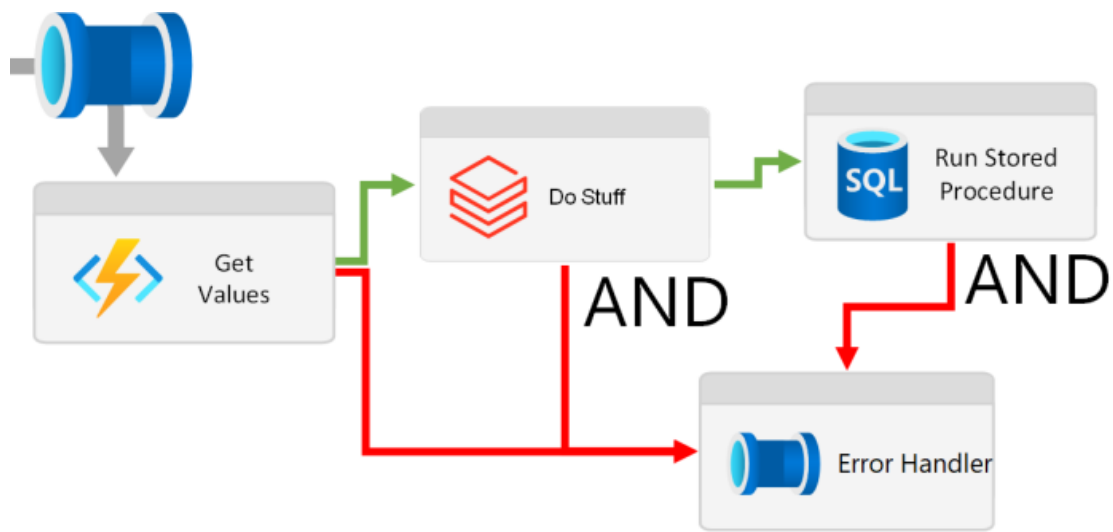 Get
Values
Do Stuff
AND
SQL
Run Stored
Procedure
AND
Error Handler